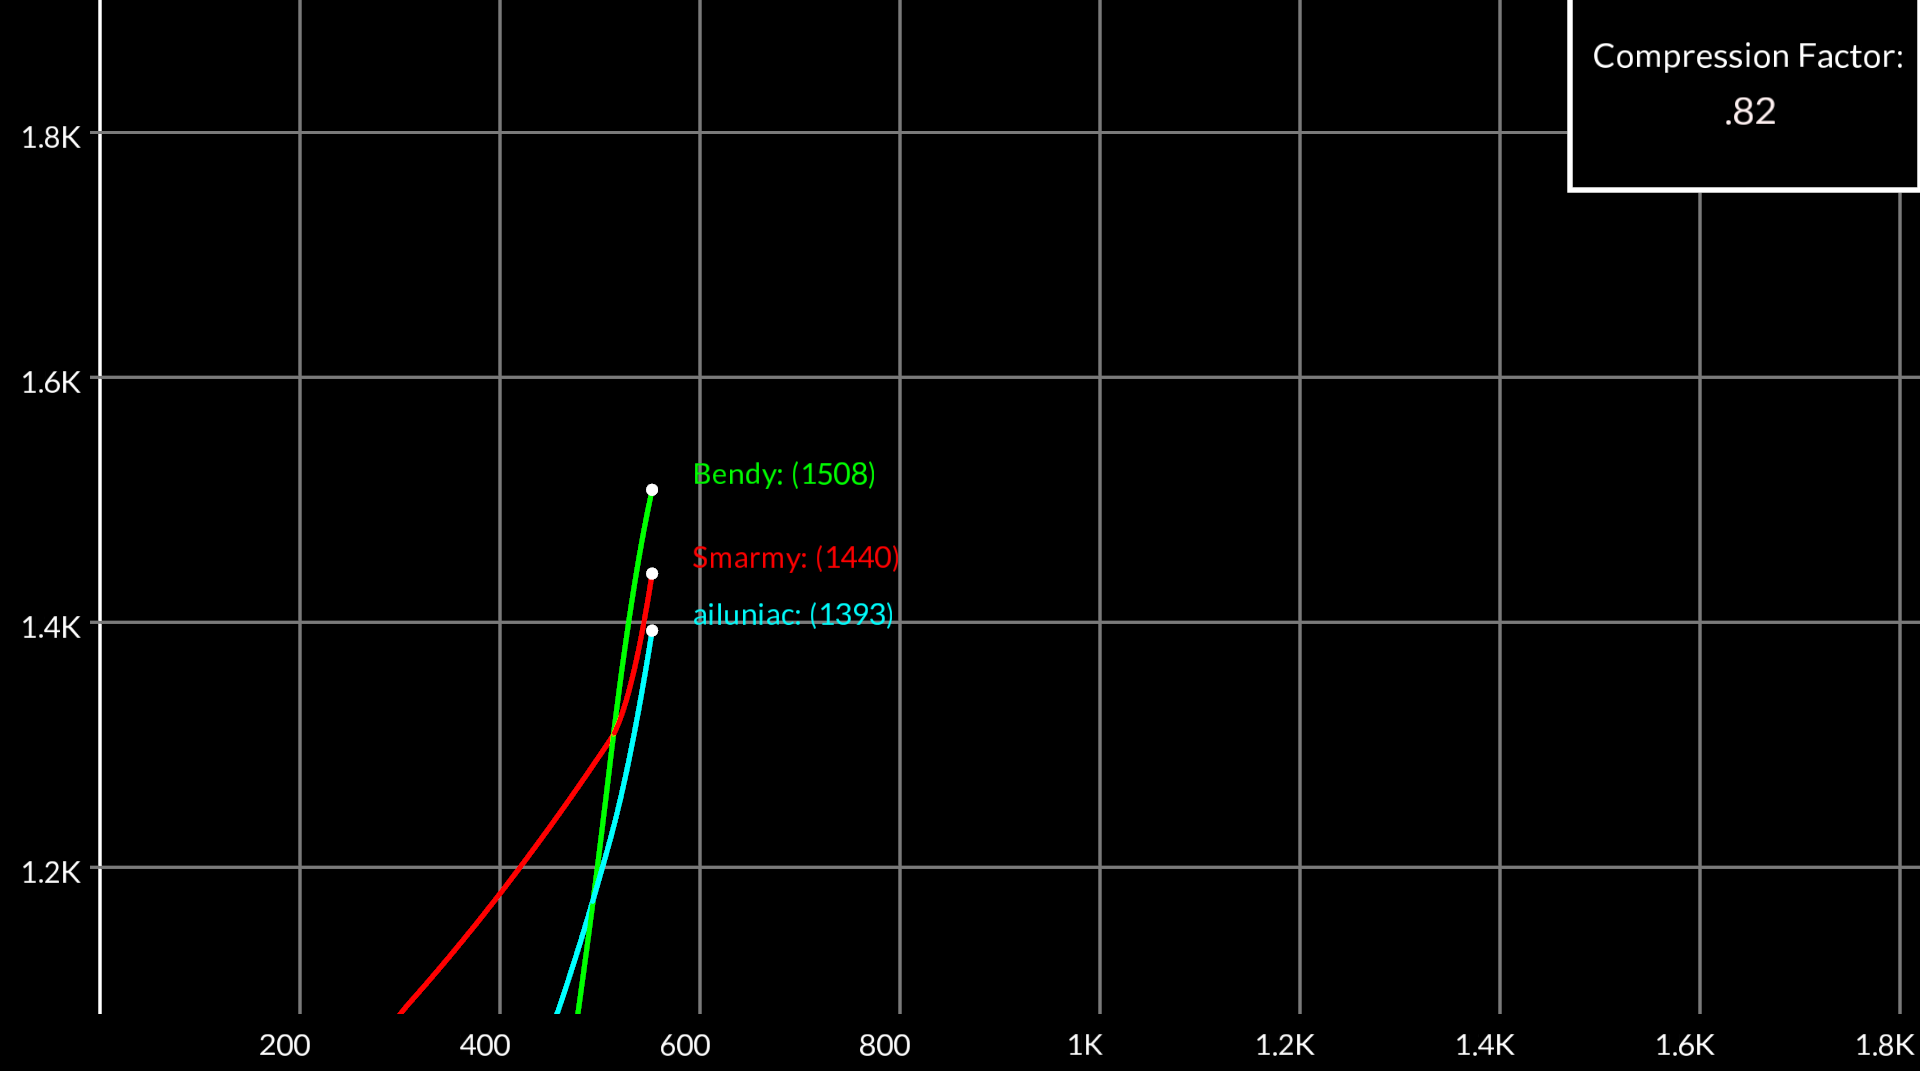 Compression Factor:
.82
1.8K
1.6K
Bendy: (1508)
Smarmy: (1440)
ailuniac: (1393)
1.4K
1.2K
200 400 600 800 1K 1.2K 1.4K 1.6K 1.8K